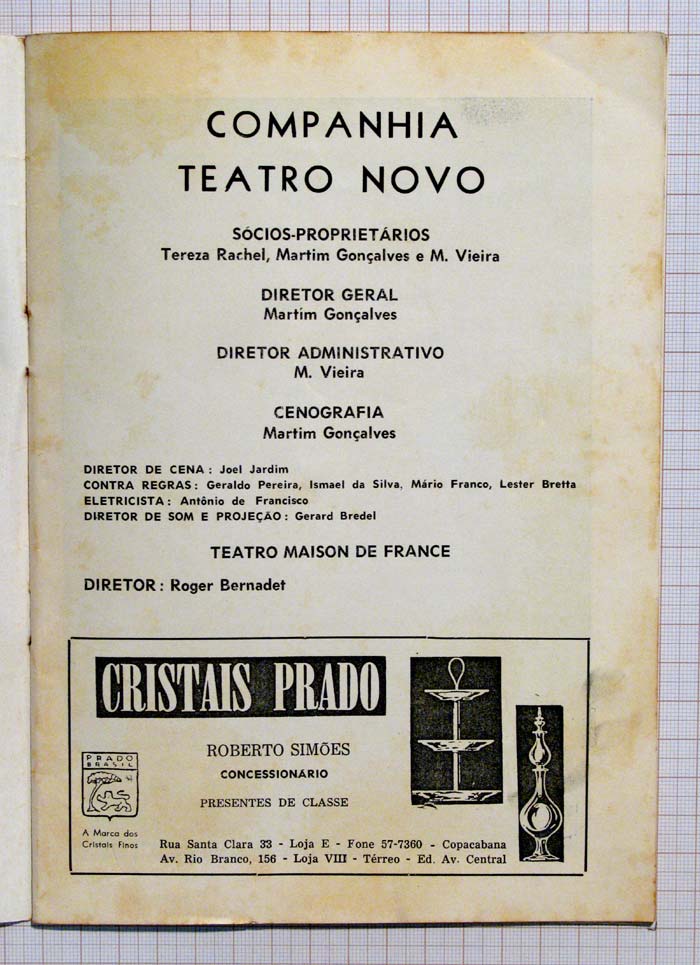 COMPANHIA
TEATRO NOVO
SÓCIOS-PROPRIETÁRIOS
Tereza Rachel, Martim Gonçalves e M. Vieira
DIRETOR GERAL
Martim Gonçalves
DIRETOR ADMINISTRATIVO
M. Vieira
CENOGRAFIA
Martim Gonçalves
DIRETOR DE CENA : Joel Jardim
CONTRA REGRAS : Geraldo Pereira, Ismael da Silva, Mário Franco, Lester Bretta
ELETRICISTA : Antônio de Francisco
DIRETOR DE SOM E PROJEÇÃO : Gerard Bredel
TEATRO MAISON DE FRANCE
DIRETOR : Roger Bernadet
CRISTAIS PRADO
ROBERTO SIMÕES
CONCESSIONÁRIO
PRESENTES DE CLASSE
PRADO
BRASIL
A Marca dos
Cristais Finos
Rua Santa Clara 33 - Loja E - Fone 57-7360 - Copacabana
Av. Rio Branco, 156 - Loja VIII - Térreo - Ed. Av. Central